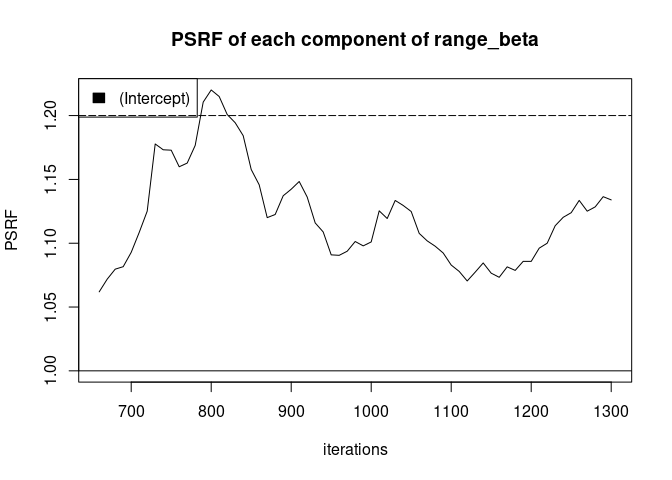 PSRF of each component of range_beta
(Intercept)
PSRF
1.20
1.15
1.10
1.05
1.00
700 800 900 1000 1100 1200 1300
iterations